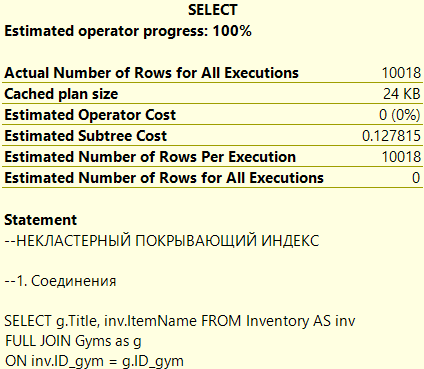 SELECT
Estimated operator progress: 100%
Actual Number of Rows for All Executions 10018
Cached plan size 24 KB
Estimated Operator Cost 0 (0%)
Estimated Subtree Cost 0.127815
Estimated Number of Rows Per Execution 10018
Estimated Number of Rows for All Executions 0
Statement
--НЕКЛАСТЕРНЫЙ ПОКРЫВАЮЩИЙ ИНДЕКС
--1. Соединения
SELECT g.Title, inv.ItemName FROM Inventory AS inv
FULL JOIN Gyms as g
ON inv.ID_gym = g.ID_gym